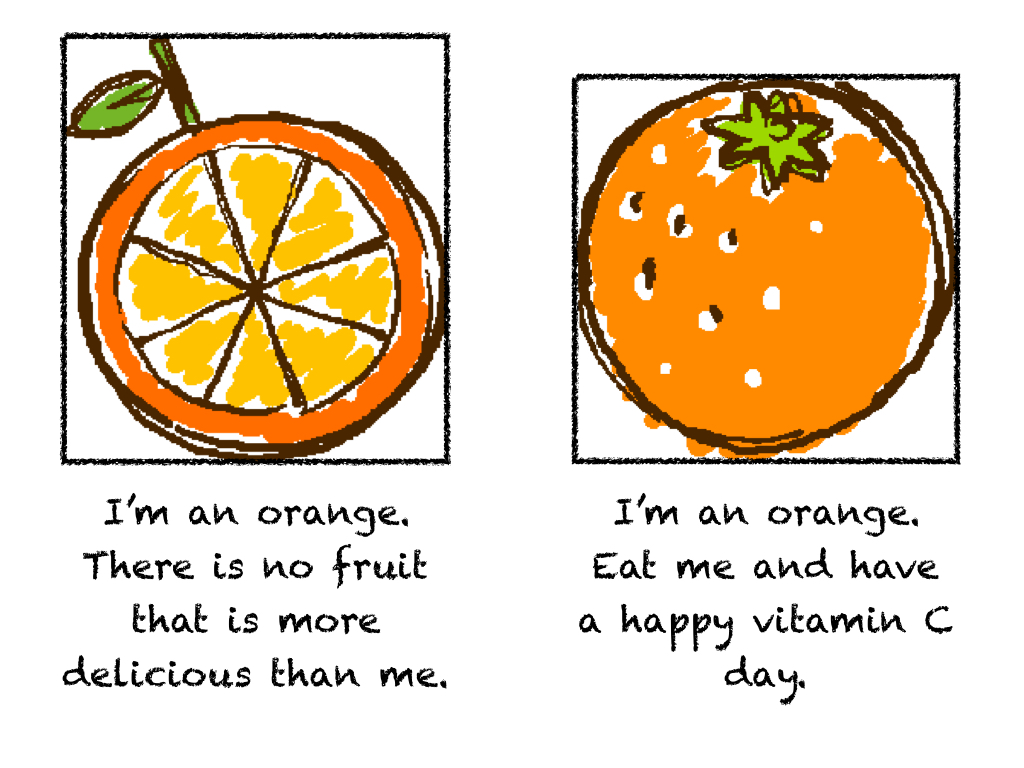 I'm an orange.
There is no fruit
that is more
delicious than me.
I'm an orange.
Eat me and have
a happy vitamin C
day.